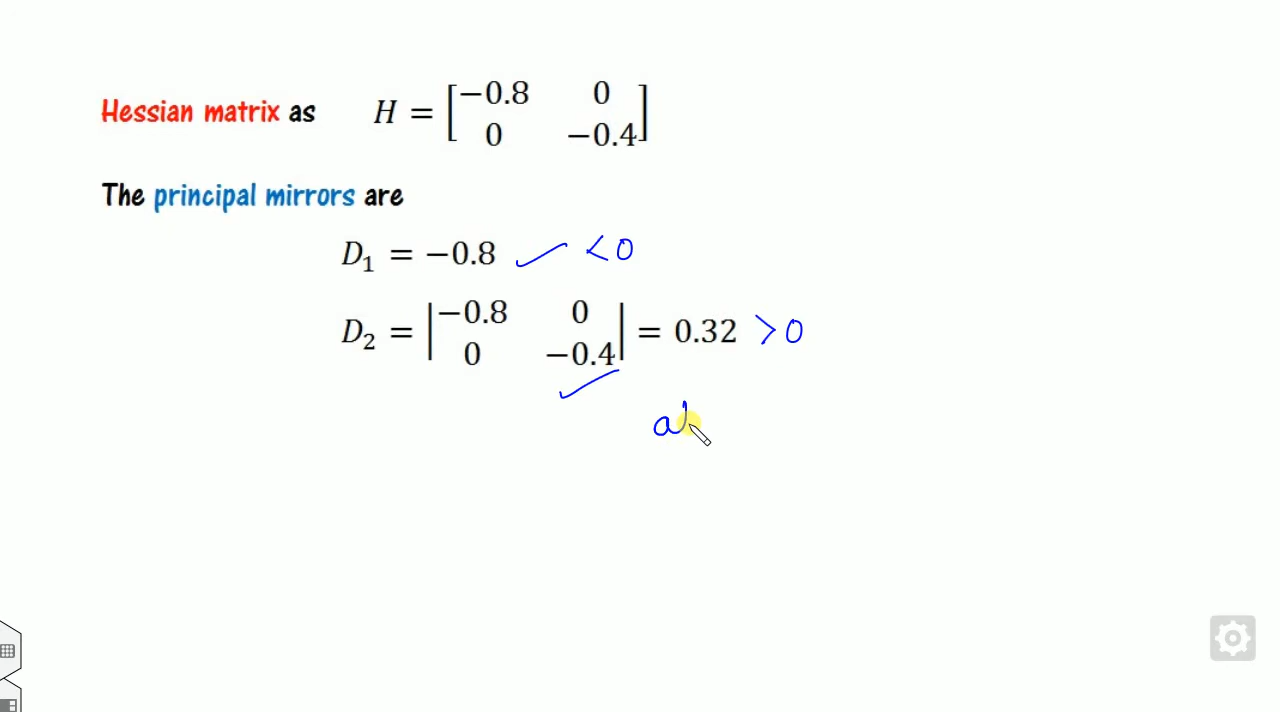 Hessian matrix as H = [−0.8 0
0 −0.4]
The principal mirrors are
D₁ = −0.8 <0
D₂ = |−0.8 0
0 −0.4| = 0.32 >0